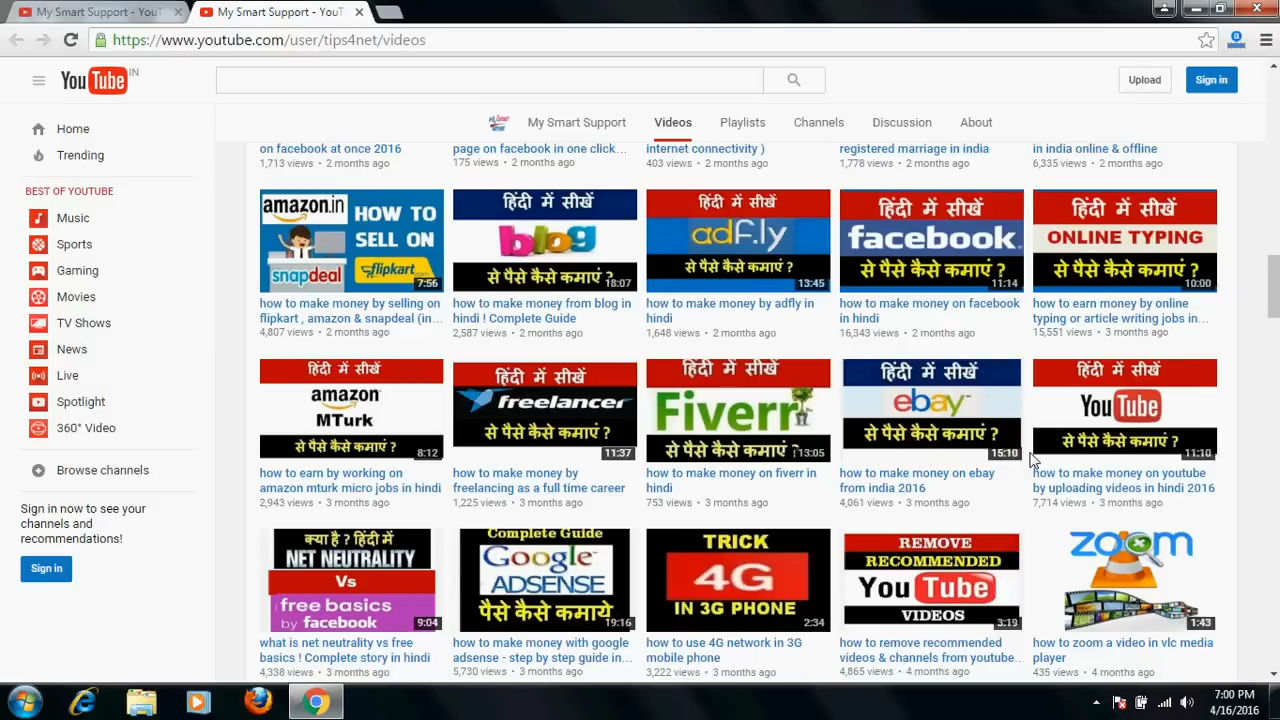 My Smart Support - YouT
My Smart Support - YouT
https://www.youtube.com/user/tips4net/videos
YouTube IN
Upload
Sign in
My Smart Support
Videos
Playlists
Channels
Discussion
About
Home
Trending
BEST OF YOUTUBE
Music
Sports
Gaming
Movies
TV Shows
News
Live
Spotlight
360° Video
Browse channels
Sign in now to see your
channels and
recommendations!
Sign in
on facebook at once 2016
1,713 views • 2 months ago
page on facebook in one click...
175 views • 2 months ago
internet connectivity )
403 views • 2 months ago
registered marriage in india
1,778 views • 2 months ago
in india online & offline
6,335 views • 2 months ago
amazon.in
HOW TO
SELL ON
snapdeal
flipkart
7:56
how to make money by selling on
flipkart , amazon & snapdeal (in...
4,807 views • 2 months ago
हिंदी में सीखें
blog
से पैसे कैसे कमाएं ?
18:07
how to make money from blog in
hindi ! Complete Guide
2,587 views • 2 months ago
हिंदी में सीखें
adf.ly
से पैसे कैसे कमाएं ?
13:45
how to make money by adfly in
hindi
1,648 views • 2 months ago
हिंदी में सीखें
facebook.
से पैसे कैसे कमाएं ?
11:14
how to make money on facebook
in hindi
16,343 views • 2 months ago
हिंदी में सीखें
ONLINE TYPING
से पैसे कैसे कमाएं ?
10:00
how to earn money by online
typing or article writing jobs in...
15,551 views • 3 months ago
हिंदी में सीखें
amazon
MTurk
से पैसे कैसे कमाएं ?
8:12
how to earn by working on
amazon mturk micro jobs in hindi
2,943 views • 3 months ago
हिंदी में सीखें
freelancer
से पैसे कैसे कमाएं ?
11:37
how to make money by
freelancing as a full time career
1,225 views • 3 months ago
हिंदी में सीखें
Fiverr
से पैसे कैसे कमाएं ?
13:05
how to make money on fiverr in
hindi
753 views • 3 months ago
हिंदी में सीखें
ebay
से पैसे कैसे कमाएं ?
15:10
how to make money on ebay
from india 2016
4,061 views • 3 months ago
हिंदी में सीखें
YouTube
से पैसे कैसे कमाएं ?
11:10
how to make money on youtube
by uploading videos in hindi 2016
7,714 views • 3 months ago
क्या है ? हिंदी में
NET NEUTRALITY
Vs
free basics
by facebook
9:04
what is net neutrality vs free
basics ! Complete story in hindi
4,338 views • 3 months ago
Complete Guide
Google
ADSENSE
पैसे कैसे कमाये
19:16
how to make money with google
adsense - step by step guide in...
5,730 views • 3 months ago
TRICK
4G
IN 3G PHONE
2:34
how to use 4G network in 3G
mobile phone
3,222 views • 3 months ago
REMOVE
RECOMMENDED
YouTube
VIDEOS
3:19
how to remove recommended
videos & channels from youtube...
4,865 views • 4 months ago
zoom
1:43
how to zoom a video in vlc media
player
435 views • 4 months ago
7:00 PM
4/16/2016